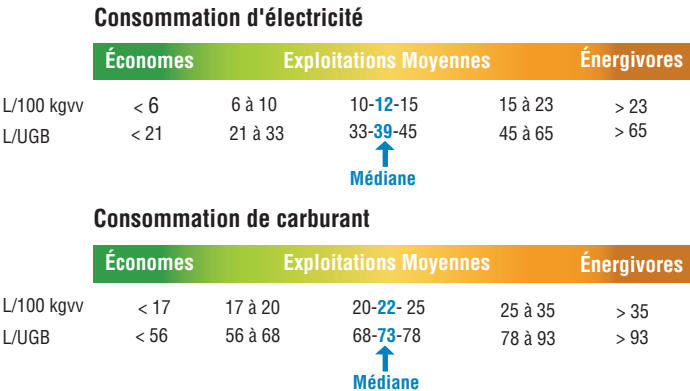 Consommation d'électricité
Économes Exploitations Moyennes Énergivores
L/100 kgvv < 6 6 à 10 10-12-15 15 à 23 > 23
L/UGB < 21 21 à 33 33-39-45 45 à 65 > 65
Médiane
Consommation de carburant
Économes Exploitations Moyennes Énergivores
L/100 kgvv < 17 17 à 20 20-22- 25 25 à 35 > 35
L/UGB < 56 56 à 68 68-73-78 78 à 93 > 93
Médiane